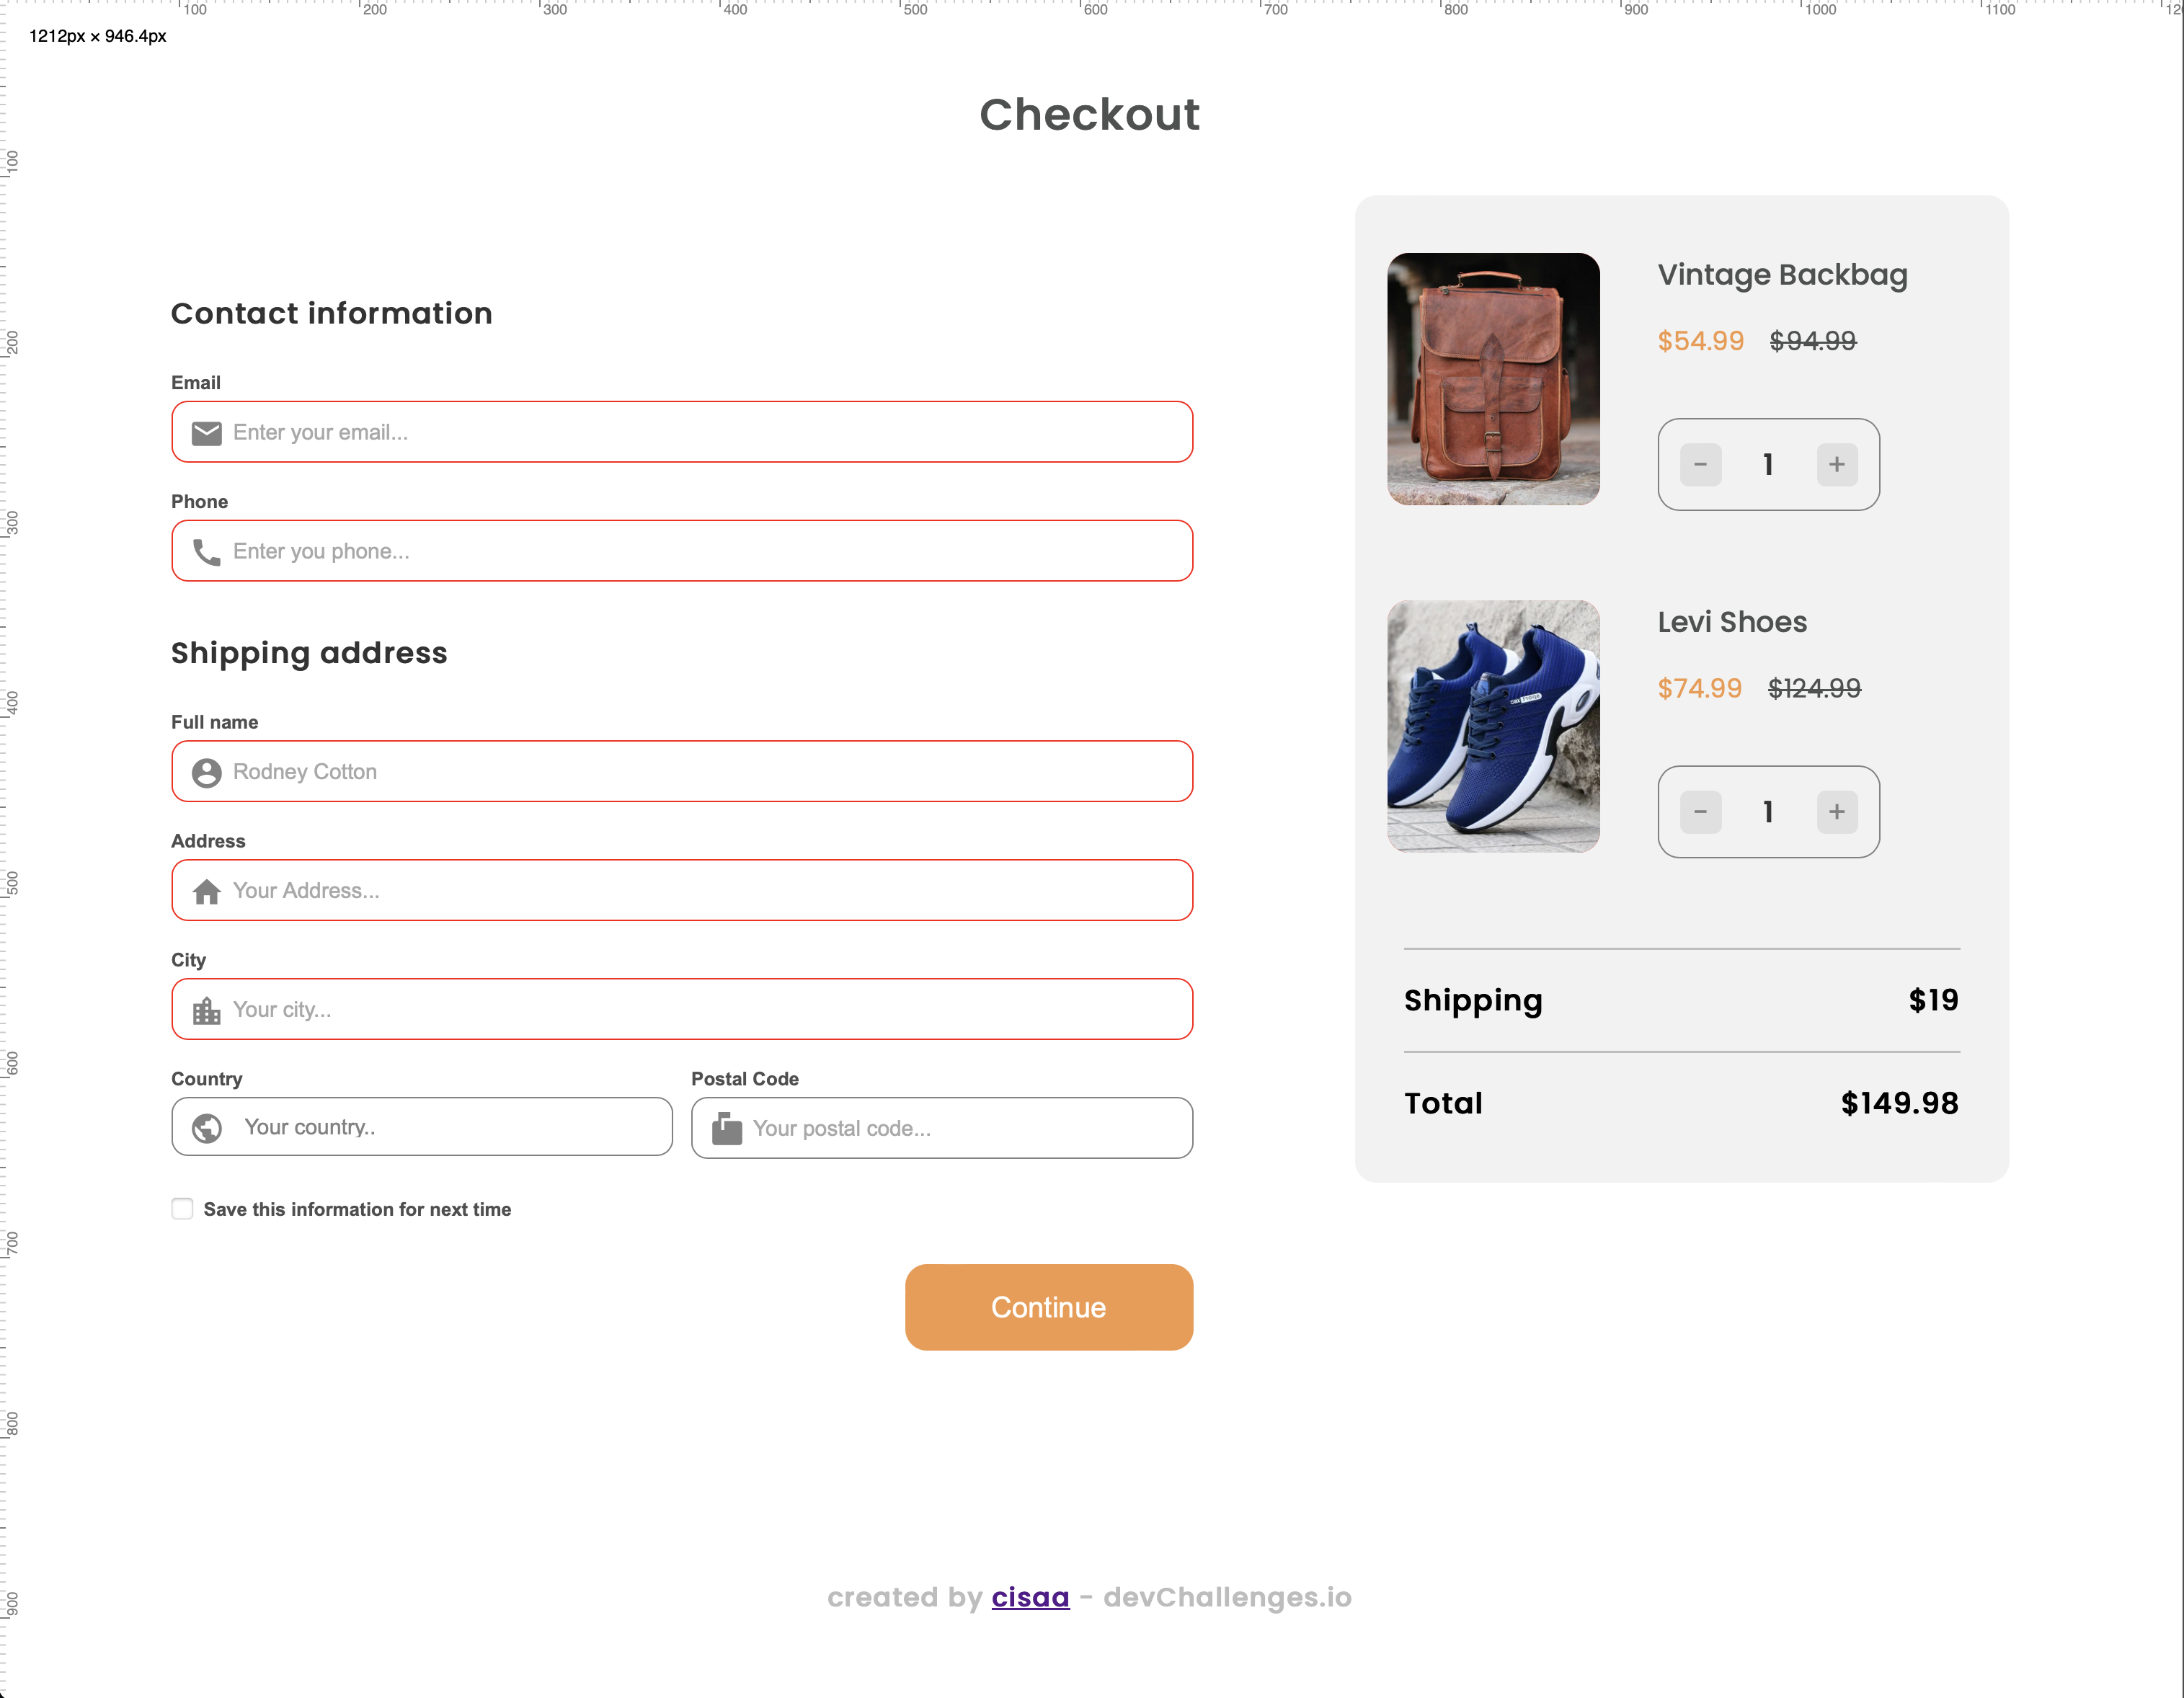 100 200 300 400 500 600 700 800 900 1000 1100
1212px × 946.4px
100
200
300
400
500
600
700
800
900
Checkout
Contact information
Email
Enter your email...
Phone
Enter you phone...
Shipping address
Full name
Rodney Cotton
Address
Your Address...
City
Your city...
Country Postal Code
Your country.. Your postal code...
Save this information for next time
Continue
Vintage Backbag
$54.99 $94.99
- 1 +
Levi Shoes
$74.99 $124.99
- 1 +
Shipping $19
Total $149.98
created by cisaa - devChallenges.io